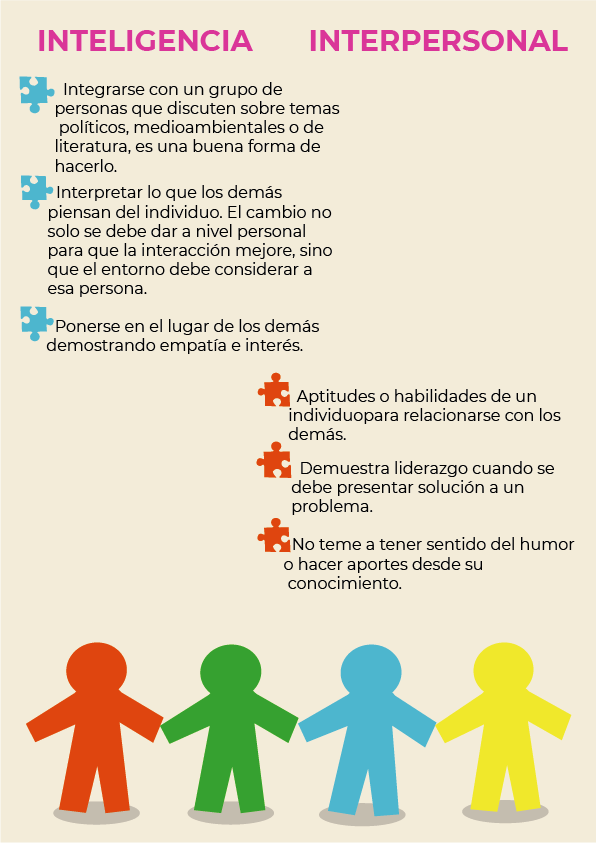 INTELIGENCIA INTERPERSONAL
Integrarse con un grupo de
personas que discuten sobre temas
políticos, medioambientales o de
literatura, es una buena forma de
hacerlo.
Interpretar lo que los demás
piensan del individuo. El cambio no
solo se debe dar a nivel personal
para que la interacción mejore, sino
que el entorno debe considerar a
esa persona.
Ponerse en el lugar de los demás
demostrando empatía e interés.
Aptitudes o habilidades de un
individuopara relacionarse con los
demás.
Demuestra liderazgo cuando se
debe presentar solución a un
problema.
No teme a tener sentido del humor
o hacer aportes desde su
conocimiento.